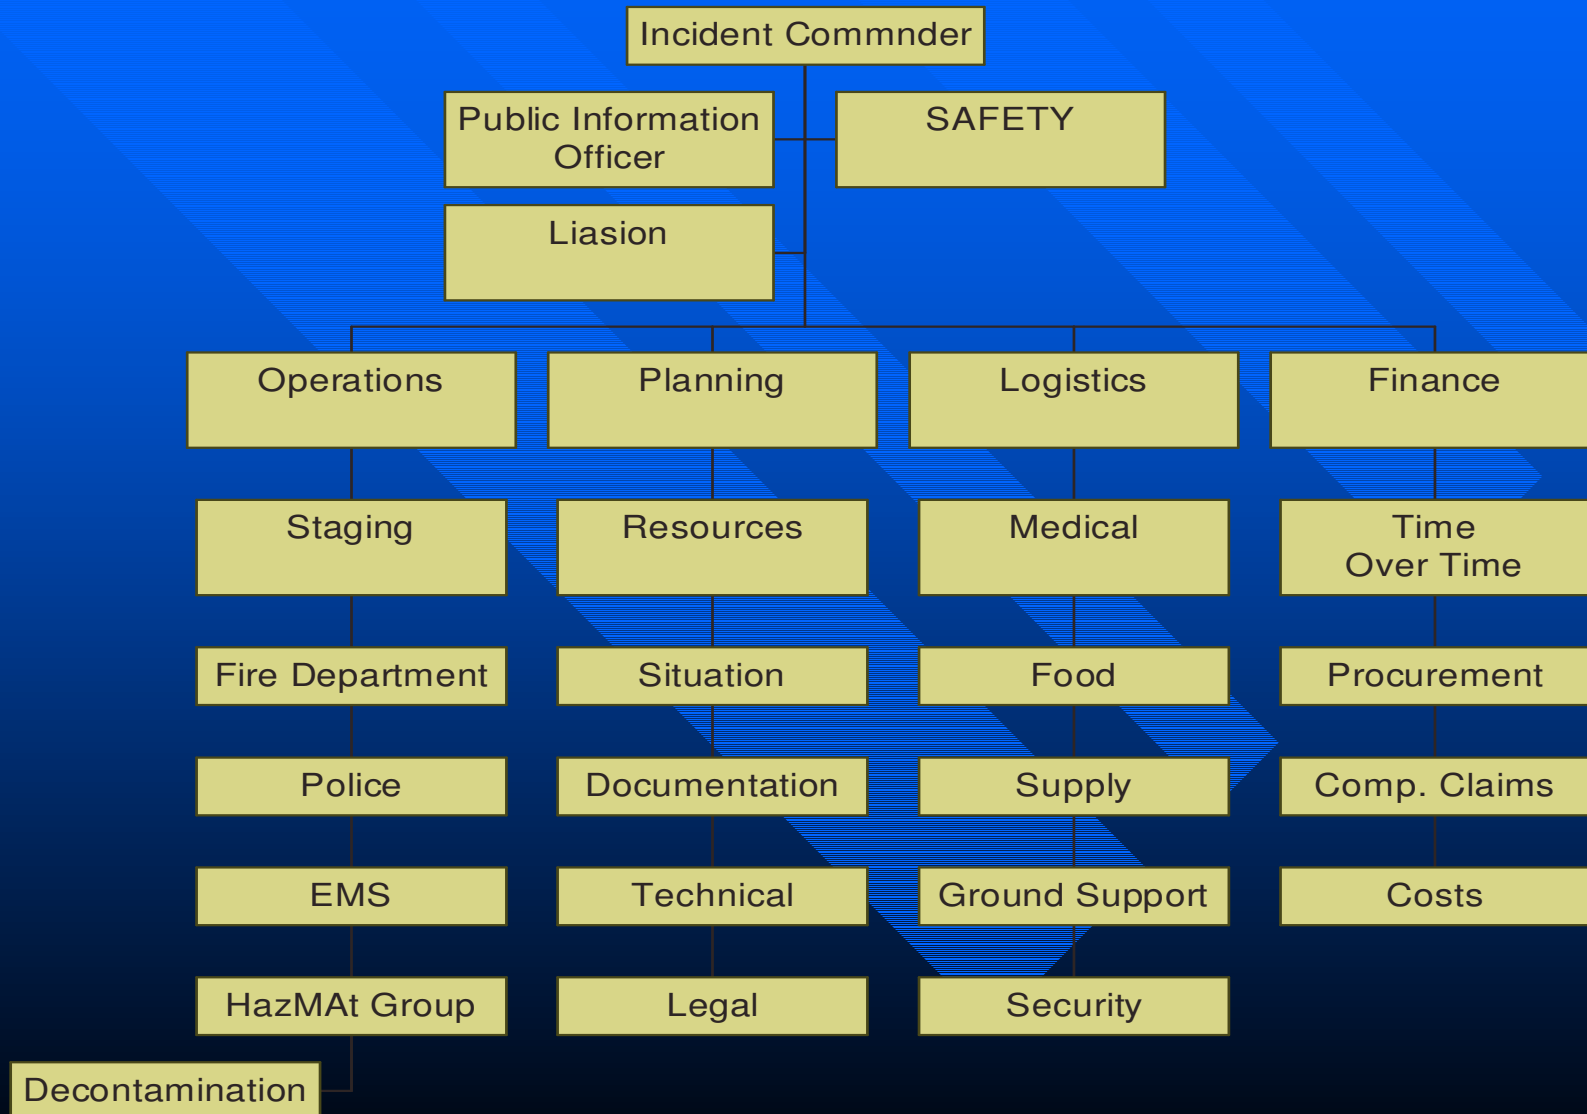 Incident Commnder
Public Information
Officer
SAFETY
Liasion
Operations
Planning
Logistics
Finance
Staging
Resources
Medical
Time
Over Time
Fire Department
Situation
Food
Procurement
Police
Documentation
Supply
Comp. Claims
EMS
Technical
Ground Support
Costs
HazMAt Group
Legal
Security
Decontamination